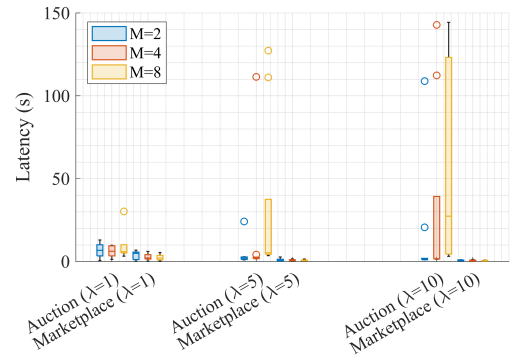 150
100
50
0
Latency (s)
M=2
M=4
M=8
Auction (λ=1)
Marketplace (λ=1)
Auction (λ=5)
Marketplace (λ=5)
Auction (λ=10)
Marketplace (λ=10)